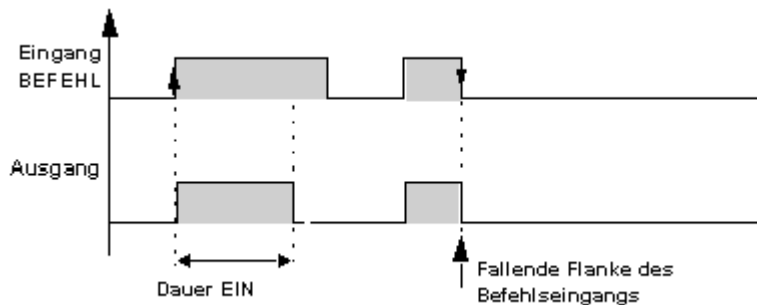 Eingang
BEFEHL
Ausgang
Dauer EIN
Fallende Flanke des
Befehlseingangs